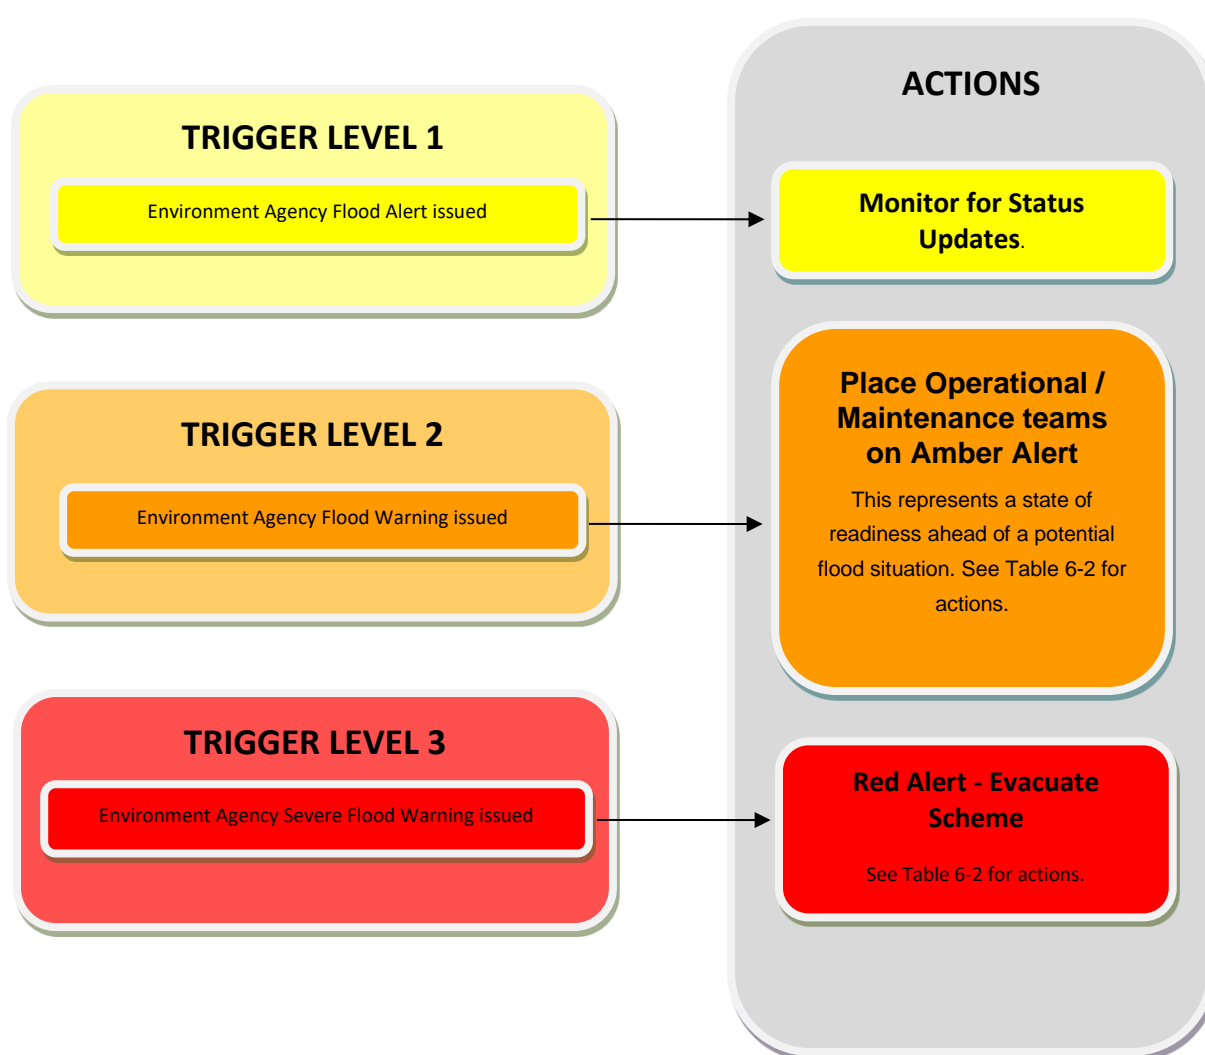 ACTIONS
TRIGGER LEVEL 1
Environment Agency Flood Alert issued
Monitor for Status
Updates.
TRIGGER LEVEL 2
Environment Agency Flood Warning issued
Place Operational /
Maintenance teams
on Amber Alert
This represents a state of
readiness ahead of a potential
flood situation. See Table 6-2 for
actions.
TRIGGER LEVEL 3
Environment Agency Severe Flood Warning issued
Red Alert - Evacuate
Scheme
See Table 6-2 for actions.